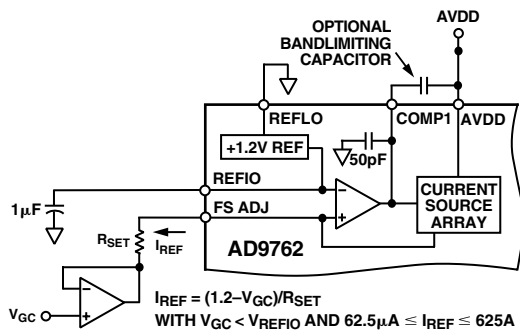 OPTIONAL
BANDLIMITING
CAPACITOR
AVDD
REFLO
COMP1
AVDD
+1.2V REF
50pF
REFIO
1µF
FS ADJ
CURRENT
SOURCE
ARRAY
RSET
IREF
AD9762
VGC
IREF = (1.2–VGC)/RSET
WITH VGC < VREFIO AND 62.5µA ≤ IREF ≤ 625A